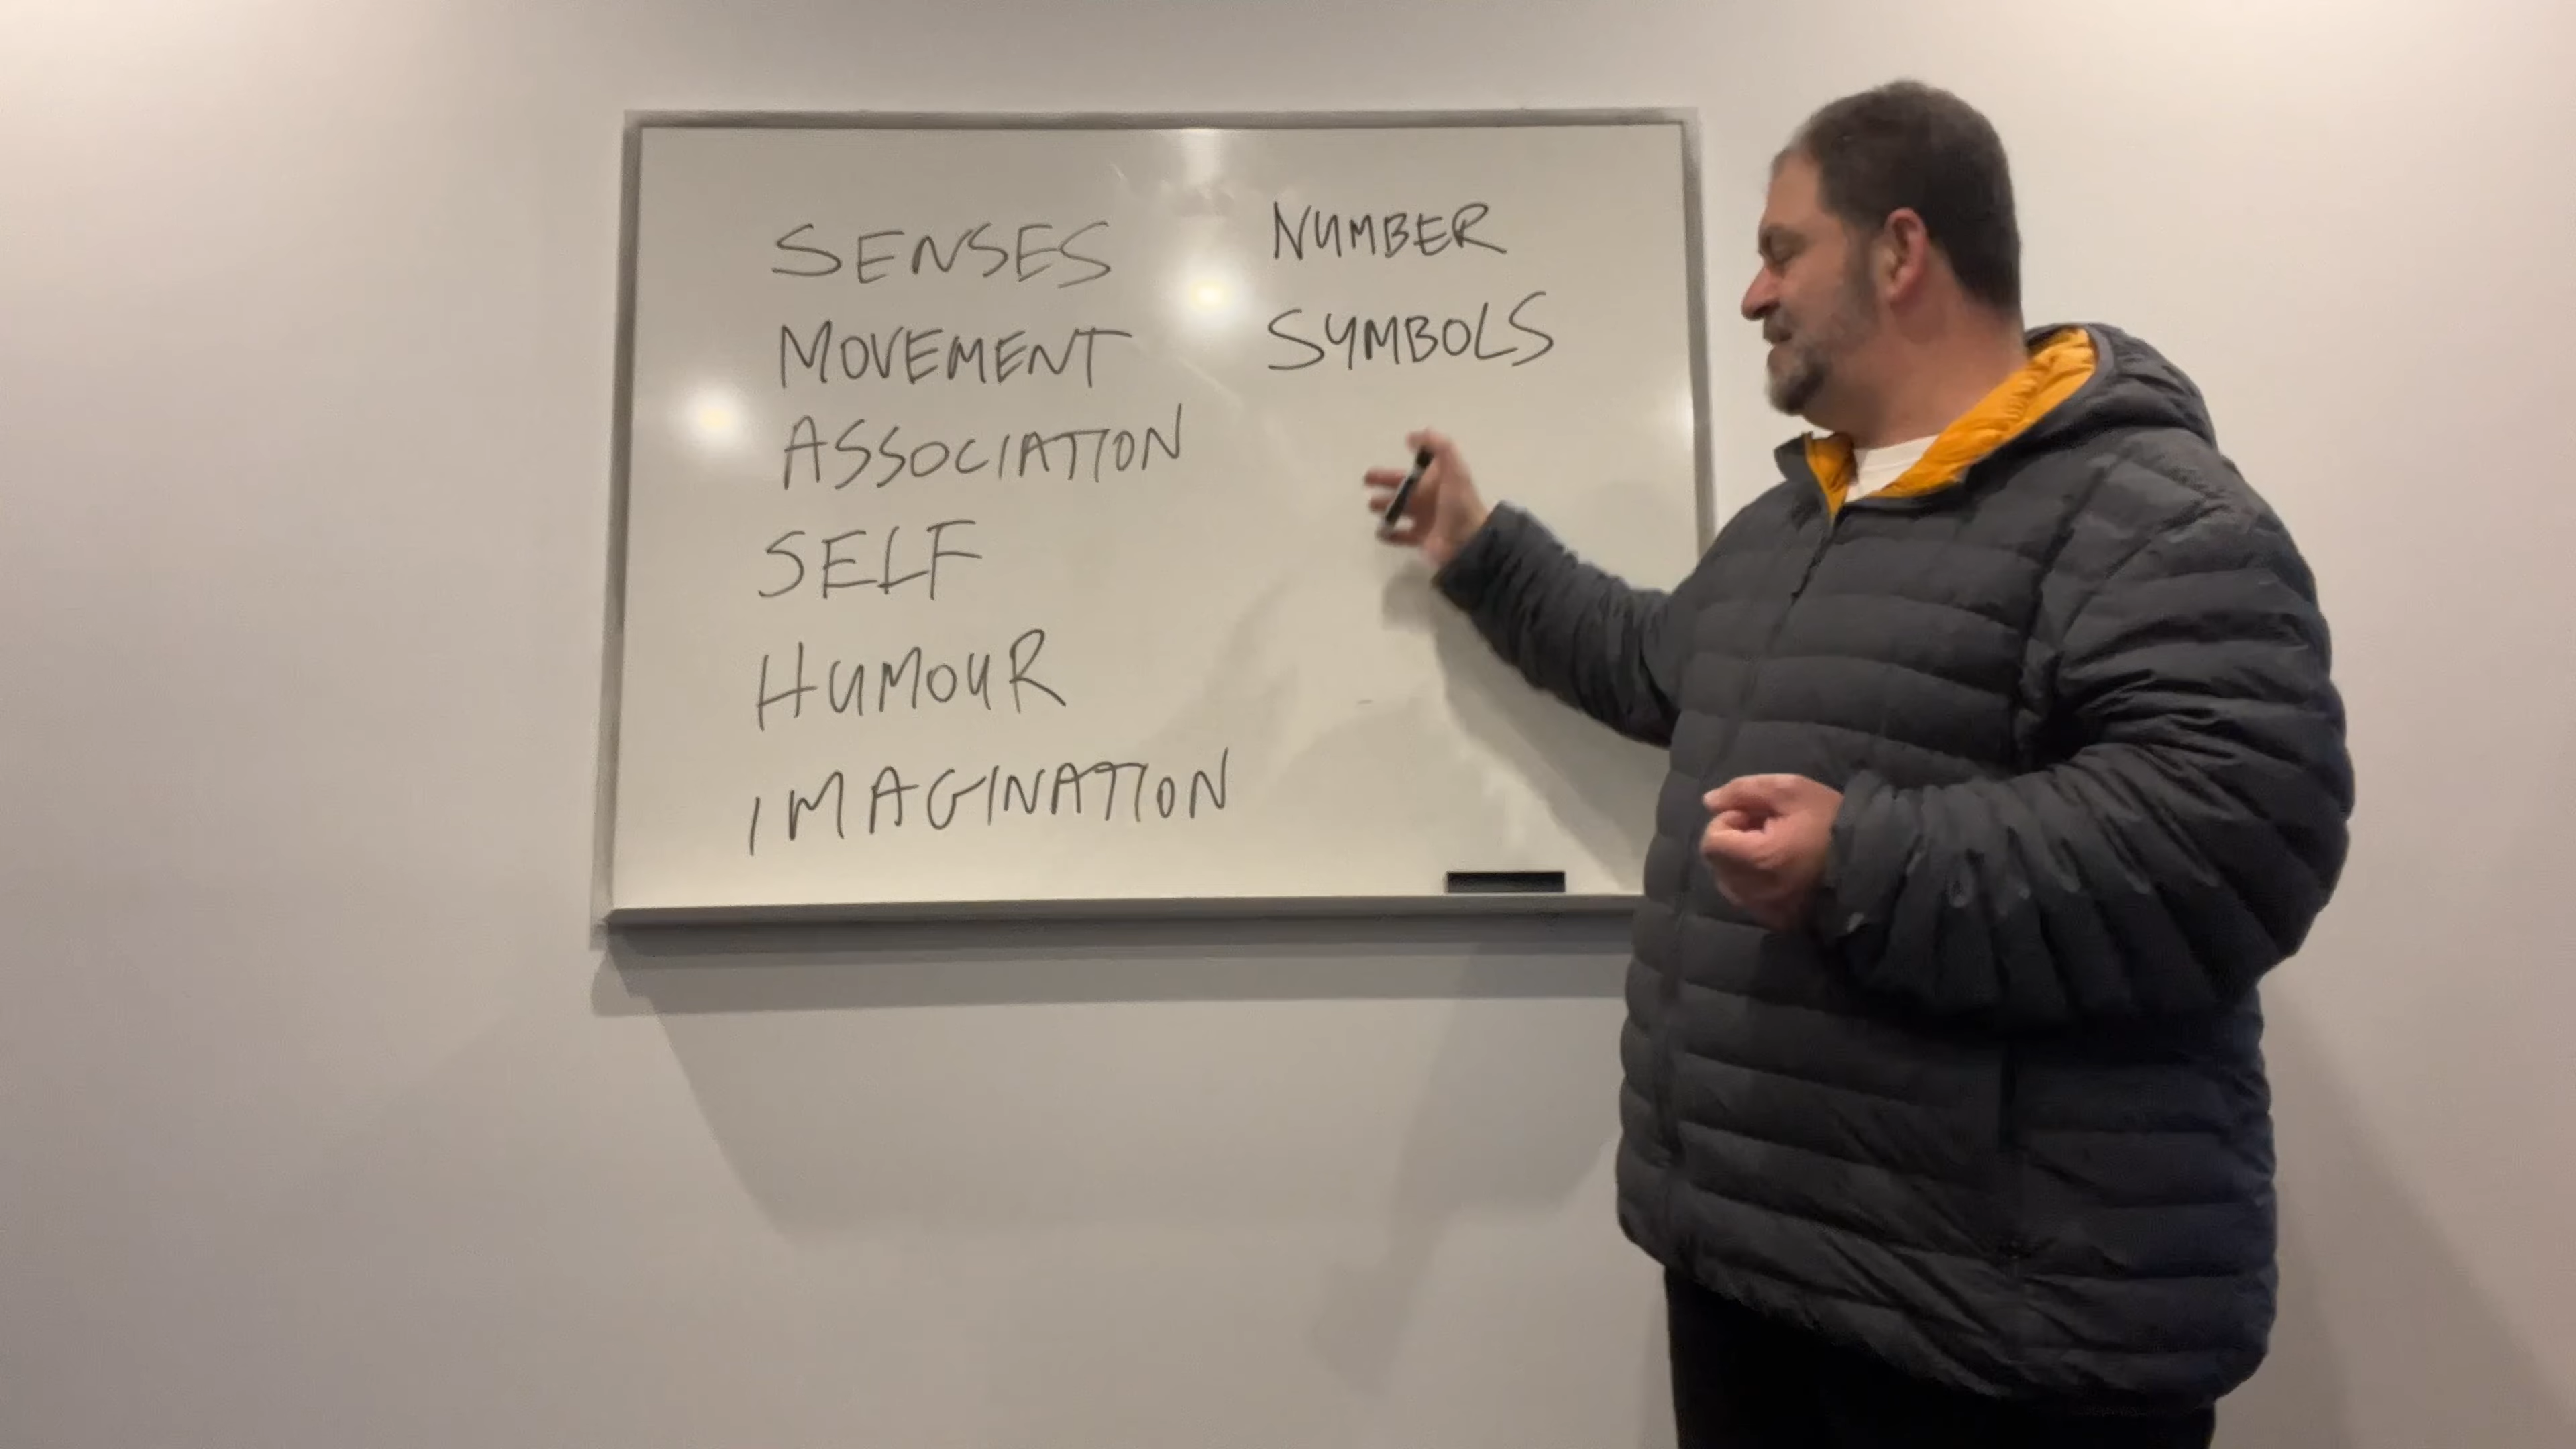 SENSES
MOVEMENT
ASSOCIATION
SELF
HUMOUR
IMAGINATION
NUMBER
SYMBOLS